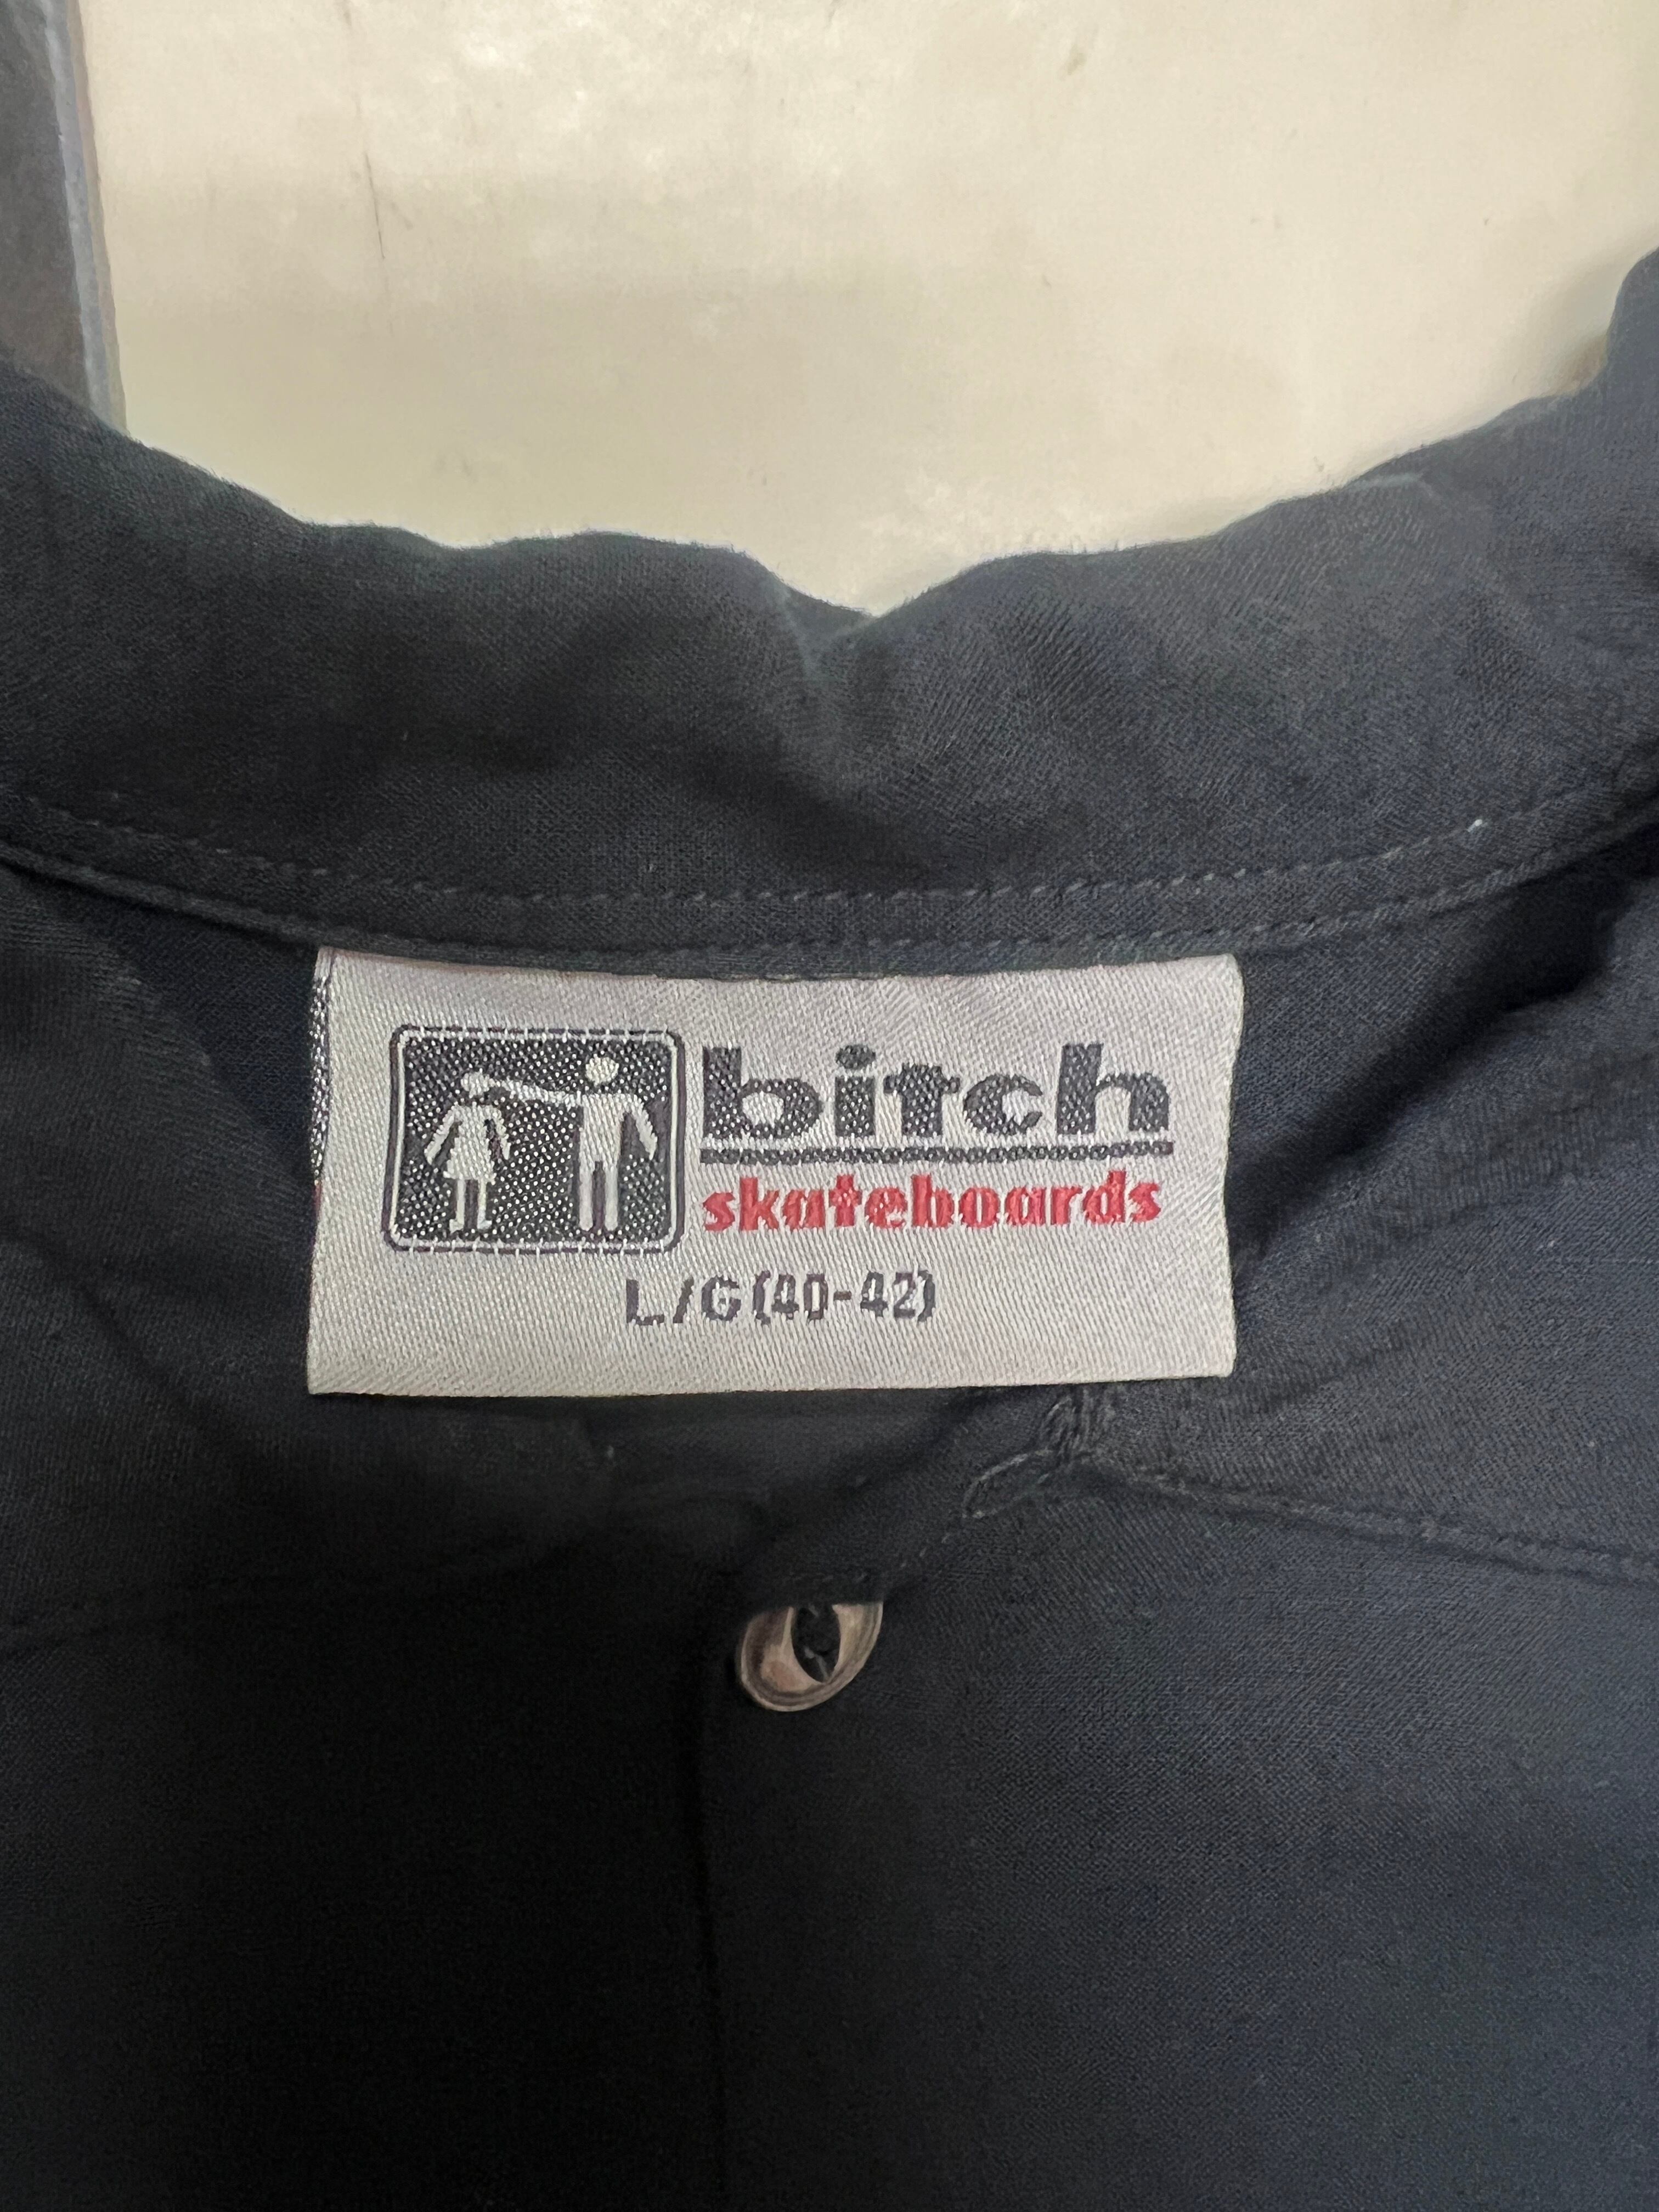 bitch
skateboards
L/G (40-42)